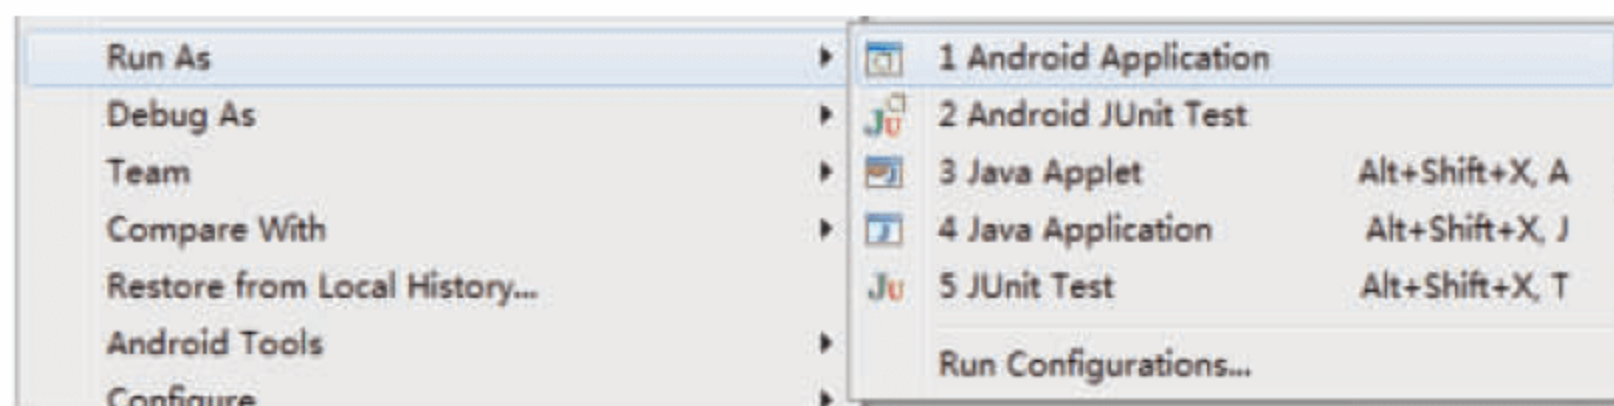 Run As
Debug As
Team
Compare With
Restore from Local History...
Android Tools
Configure
1 Android Application
2 Android JUnit Test
3 Java Applet Alt+Shift+X, A
4 Java Application Alt+Shift+X, J
5 JUnit Test Alt+Shift+X, T
Run Configurations...